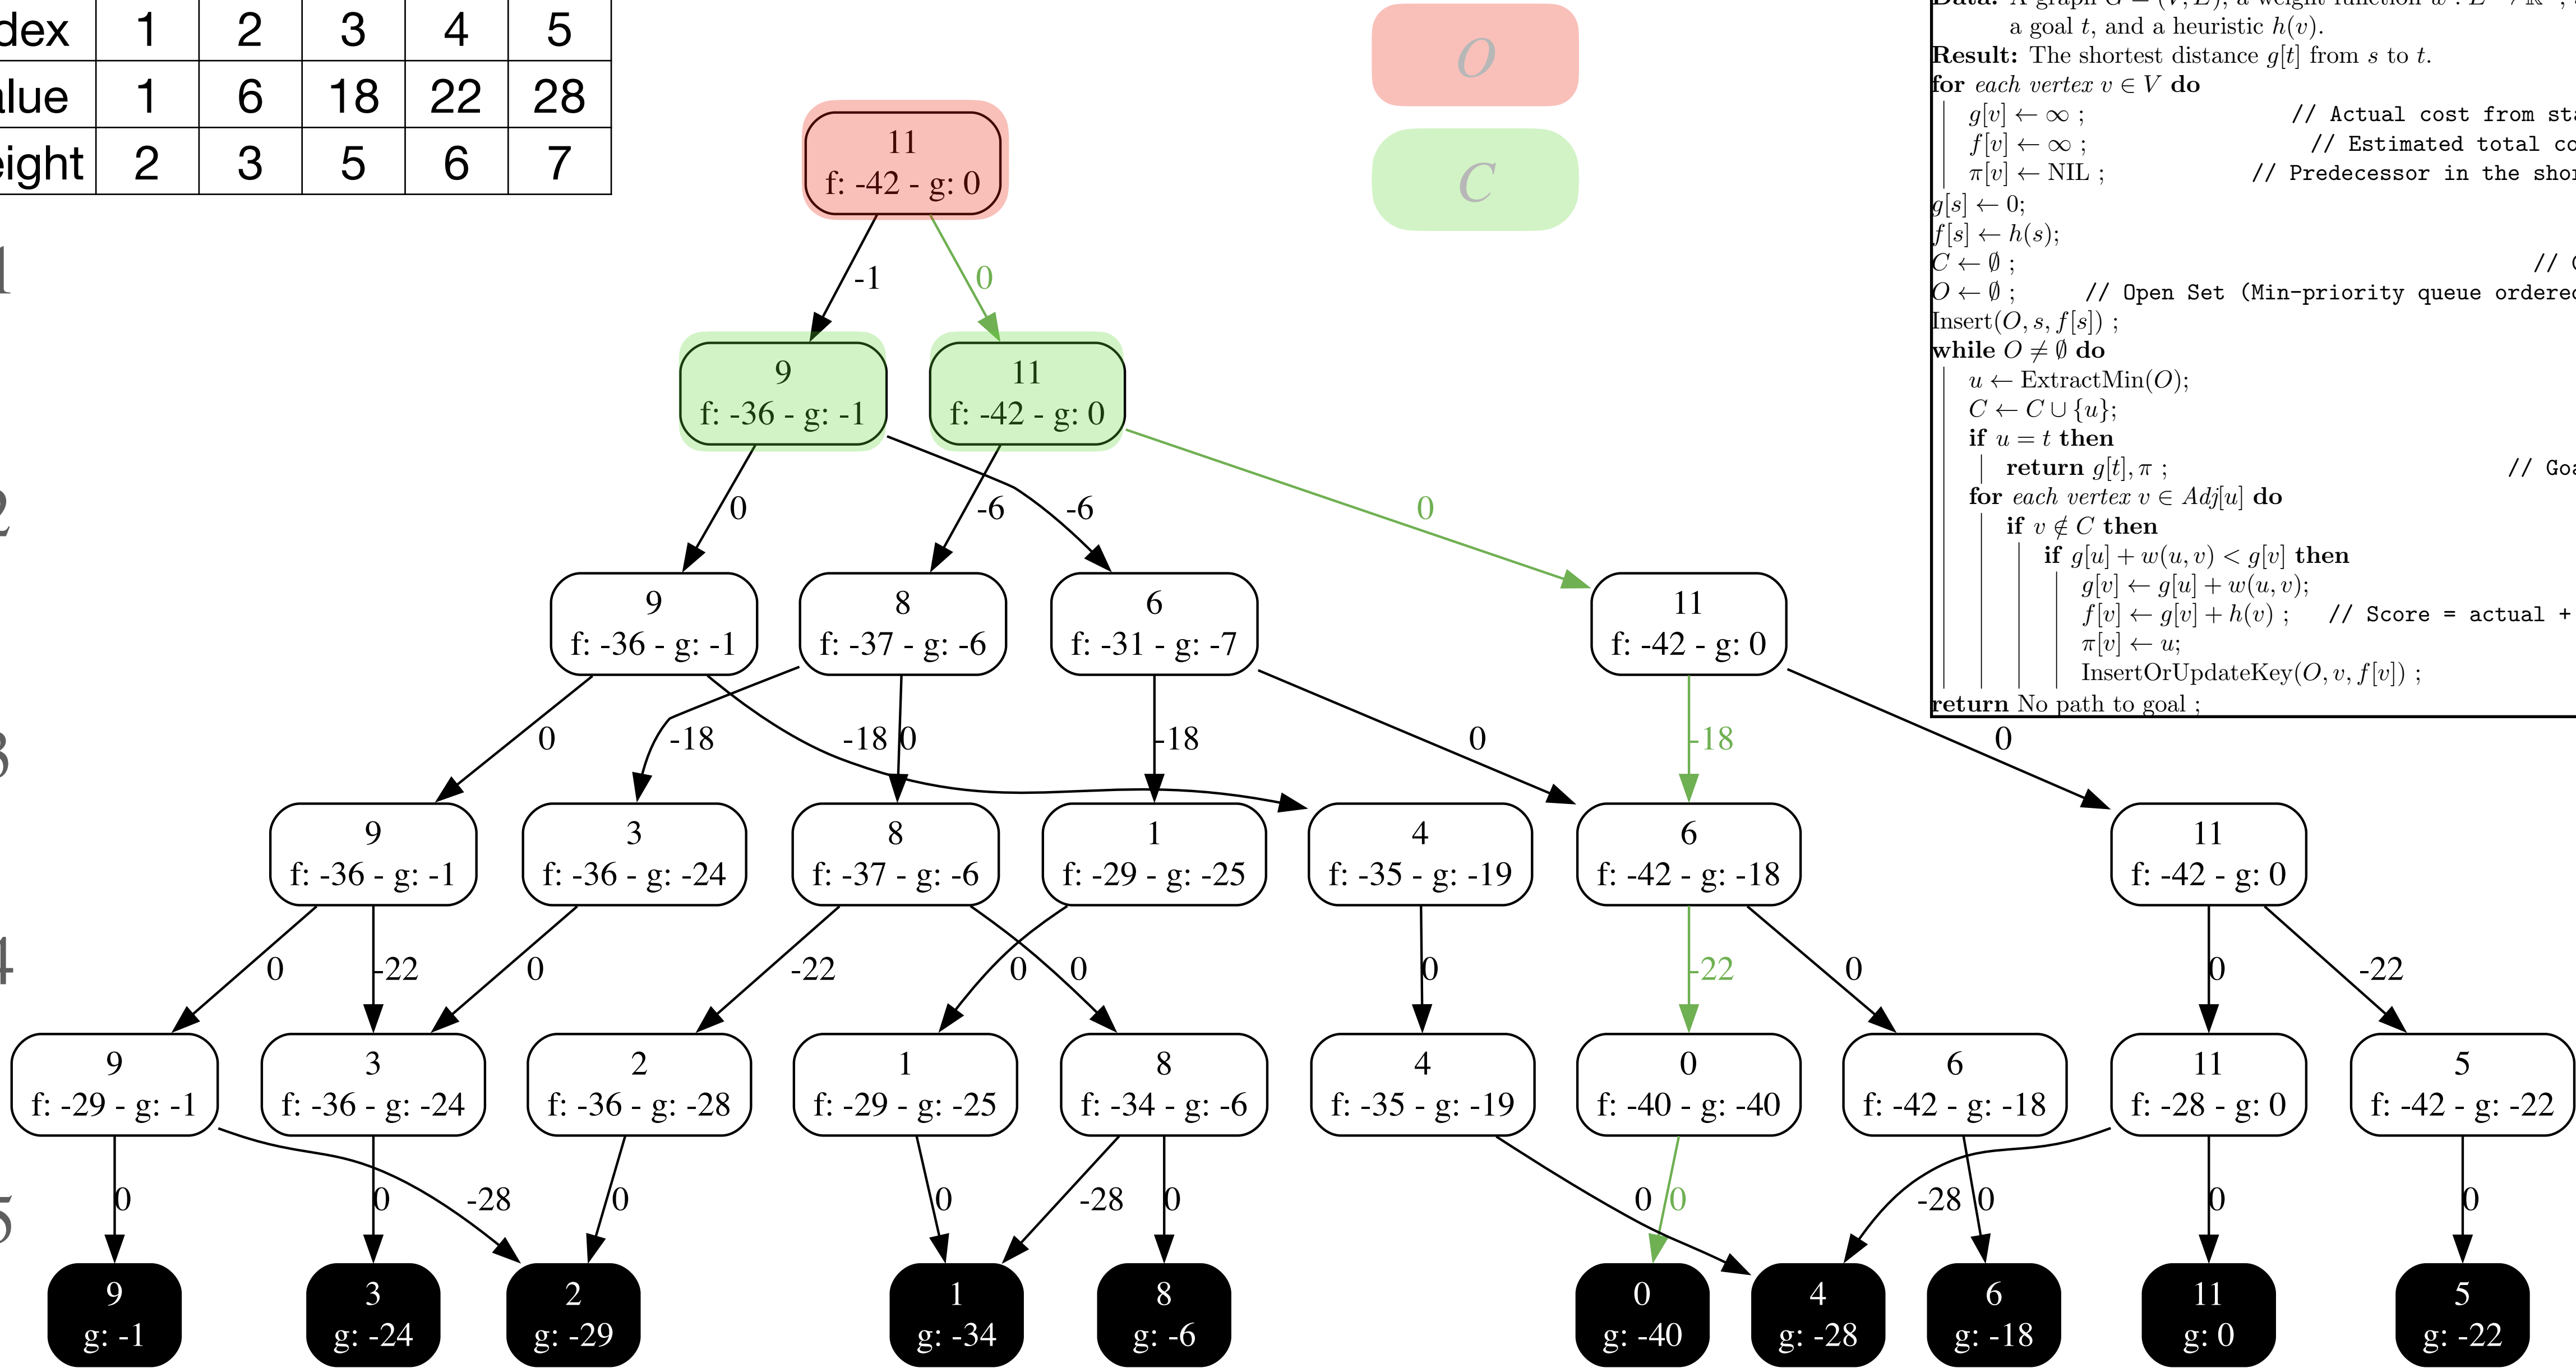 dex 1 2 3 4 5
alue 1 6 18 22 28
eight 2 3 5 6 7
O
C
a goal t, and a heuristic h(v).
Result: The shortest distance g[t] from s to t.
for each vertex v ∈ V do
g[v] ← ∞ ; // Actual cost from sta
f[v] ← ∞ ; // Estimated total co
π[v] ← NIL ; // Predecessor in the shor
g[s] ← 0;
f[s] ← h(s);
C ← ∅ ; //
O ← ∅ ; // Open Set (Min-priority queue ordered
Insert(O, s, f[s]) ;
while O ≠ ∅ do
u ← ExtractMin(O);
C ← C ∪ {u};
if u = t then
return g[t], π ; // Goa
for each vertex v ∈ Adj[u] do
if v ∉ C then
if g[u] + w(u, v) < g[v] then
g[v] ← g[u] + w(u, v);
f[v] ← g[v] + h(v) ; // Score = actual +
π[v] ← u;
InsertOrUpdateKey(O, v, f[v]) ;
return No path to goal ;
11
f: -42 - g: 0
1
-1 0
9 11
f: -36 - g: -1 f: -42 - g: 0
2
0 -6 -6 0
9 8 6 11
f: -36 - g: -1 f: -37 - g: -6 f: -31 - g: -7 f: -42 - g: 0
3
0 -18 -18 0 -18 0 -18 0
9 3 8 1 4 6 11
f: -36 - g: -1 f: -36 - g: -24 f: -37 - g: -6 f: -29 - g: -25 f: -35 - g: -19 f: -42 - g: -18 f: -42 - g: 0
4
0 -22 0 -22 0 0 0 -22 0 0 -22
9 3 2 1 8 4 0 6 11 5
f: -29 - g: -1 f: -36 - g: -24 f: -36 - g: -28 f: -29 - g: -25 f: -34 - g: -6 f: -35 - g: -19 f: -40 - g: -40 f: -42 - g: -18 f: -28 - g: 0 f: -42 - g: -22
5
0 0 -28 0 0 -28 0 0 0 -28 0 0 0
9 3 2 1 8 0 4 6 11 5
g: -1 g: -24 g: -29 g: -34 g: -6 g: -40 g: -28 g: -18 g: 0 g: -22